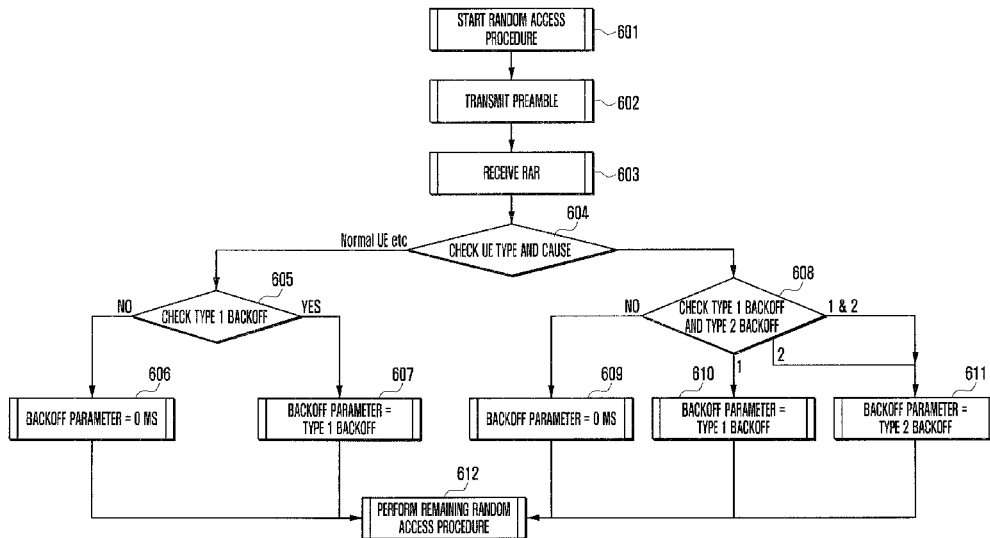 START RANDOM ACCESS
PROCEDURE
601
TRANSMIT PREAMBLE
602
RECEIVE RAR
603
604
Normal UE etc
CHECK UE TYPE AND CAUSE
605
NO
CHECK TYPE 1 BACKOFF
YES
608
NO
CHECK TYPE 1 BACKOFF
AND TYPE 2 BACKOFF
1 & 2
2
1
606
BACKOFF PARAMETER = 0 MS
607
BACKOFF PARAMETER =
TYPE 1 BACKOFF
609
BACKOFF PARAMETER = 0 MS
610
BACKOFF PARAMETER =
TYPE 1 BACKOFF
611
BACKOFF PARAMETER =
TYPE 2 BACKOFF
612
PERFORM REMAINING RANDOM
ACCESS PROCEDURE